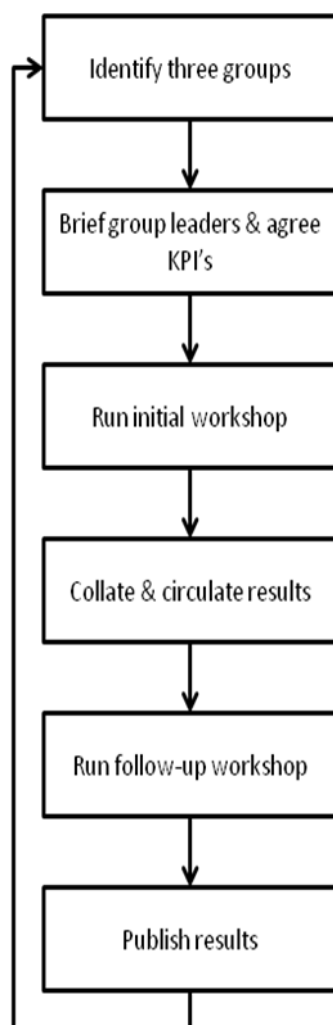 Identify three groups
Brief group leaders & agree
KPI's
Run initial workshop
Collate & circulate results
Run follow-up workshop
Publish results